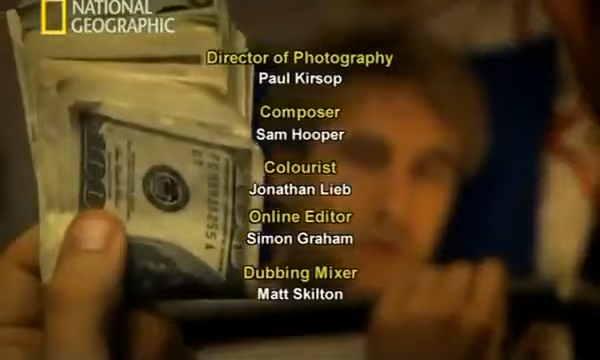 NATIONAL
GEOGRAPHIC
Director of Photography
Paul Kirsop
Composer
Sam Hooper
Colourist
Jonathan Lieb
Online Editor
Simon Graham
Dubbing Mixer
Matt Skilton